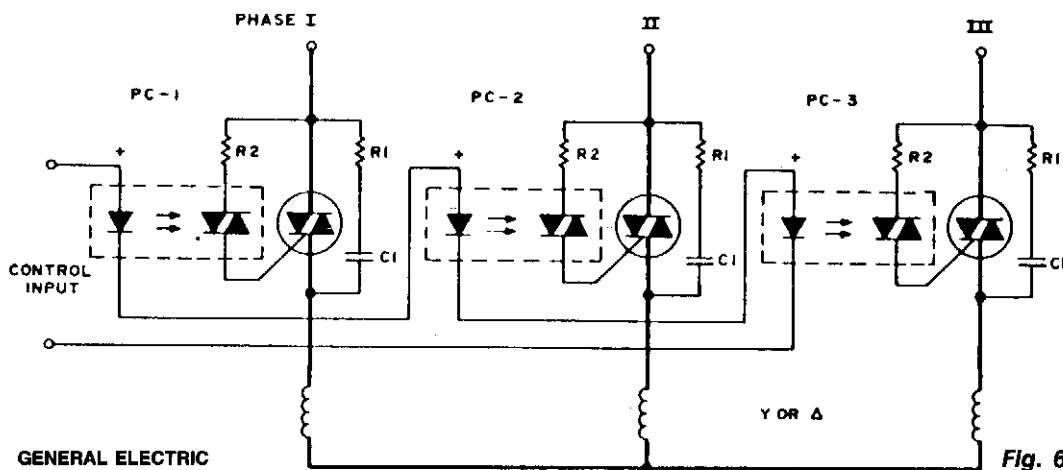 PHASE I
II
III
PC-1
PC-2
PC-3
+
R2
R1
+
R2
R1
+
R2
R1
C1
C1
C1
CONTROL
INPUT
Y OR Δ
GENERAL ELECTRIC
Fig. 6